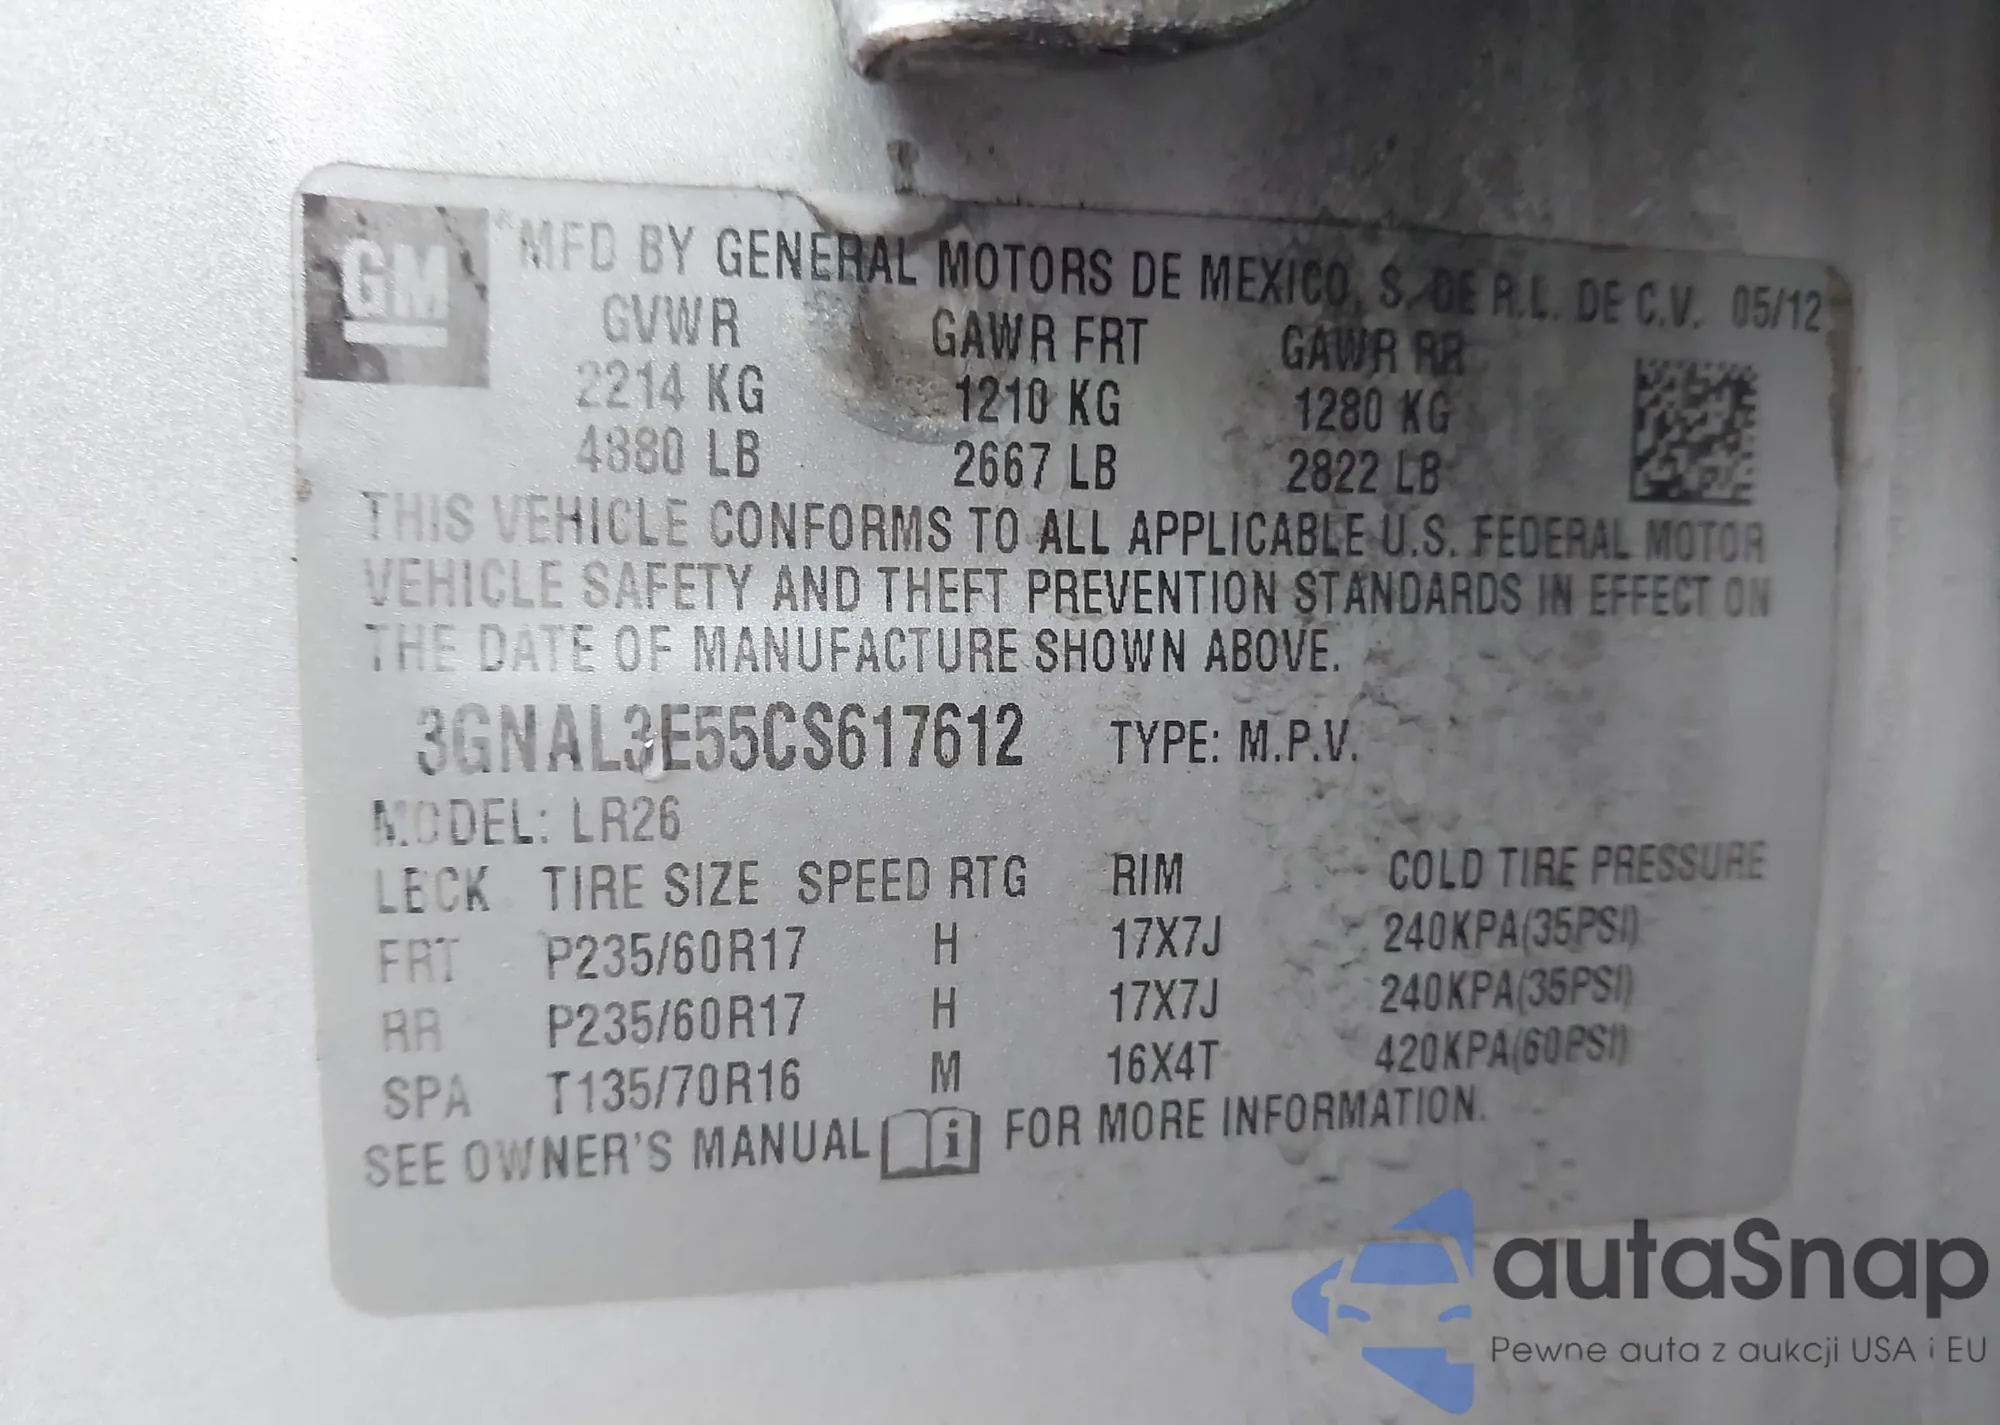 GM
*MFD BY GENERAL MOTORS DE MEXICO, S. DE R.L. DE C.V. 05/12
GVWR GAWR FRT GAWR RR
2214 KG 1210 KG 1280 KG
4880 LB 2667 LB 2822 LB
THIS VEHICLE CONFORMS TO ALL APPLICABLE U.S. FEDERAL MOTOR
VEHICLE SAFETY AND THEFT PREVENTION STANDARDS IN EFFECT ON
THE DATE OF MANUFACTURE SHOWN ABOVE.
3GNAL3E55CS617612 TYPE: M.P.V.
MODEL: LR26
LECK TIRE SIZE SPEED RTG RIM COLD TIRE PRESSURE
FRT P235/60R17 H 17X7J 240KPA(35PSI)
RR P235/60R17 H 17X7J 240KPA(35PSI)
SPA T135/70R16 M 16X4T 420KPA(60PSI)
SEE OWNER'S MANUAL i FOR MORE INFORMATION.
autaSnap
Pewne auta z aukcji USA i EU